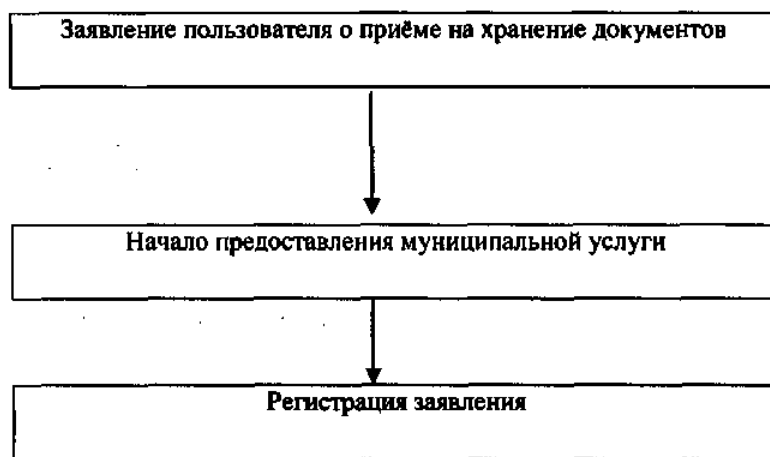 Заявление пользователя о приёме на хранение документов
Начало предоставления муниципальной услуги
Регистрация заявления